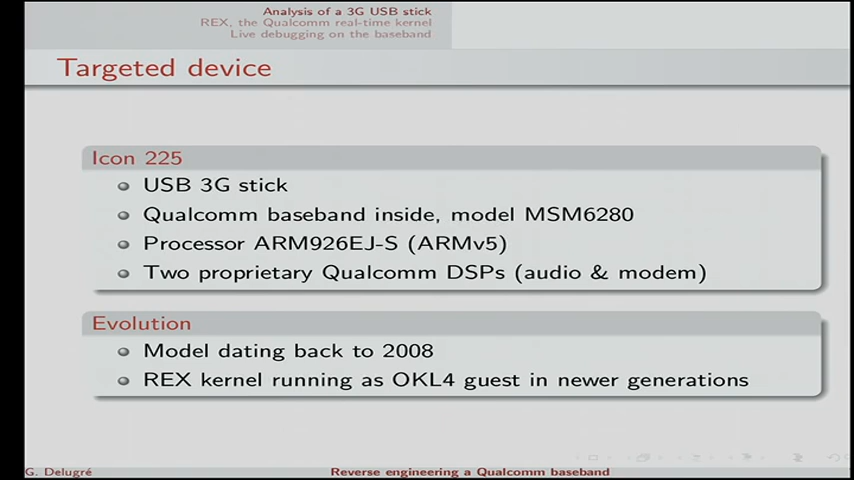 Analysis of a 3G USB stick
REX, the Qualcomm real-time kernel
Live debugging on the baseband
Targeted device
Icon 225
USB 3G stick
Qualcomm baseband inside, model MSM6280
Processor ARM926EJ-S (ARMv5)
Two proprietary Qualcomm DSPs (audio & modem)
Evolution
Model dating back to 2008
REX kernel running as OKL4 guest in newer generations
G. Delugré
Reverse engineering a Qualcomm baseband